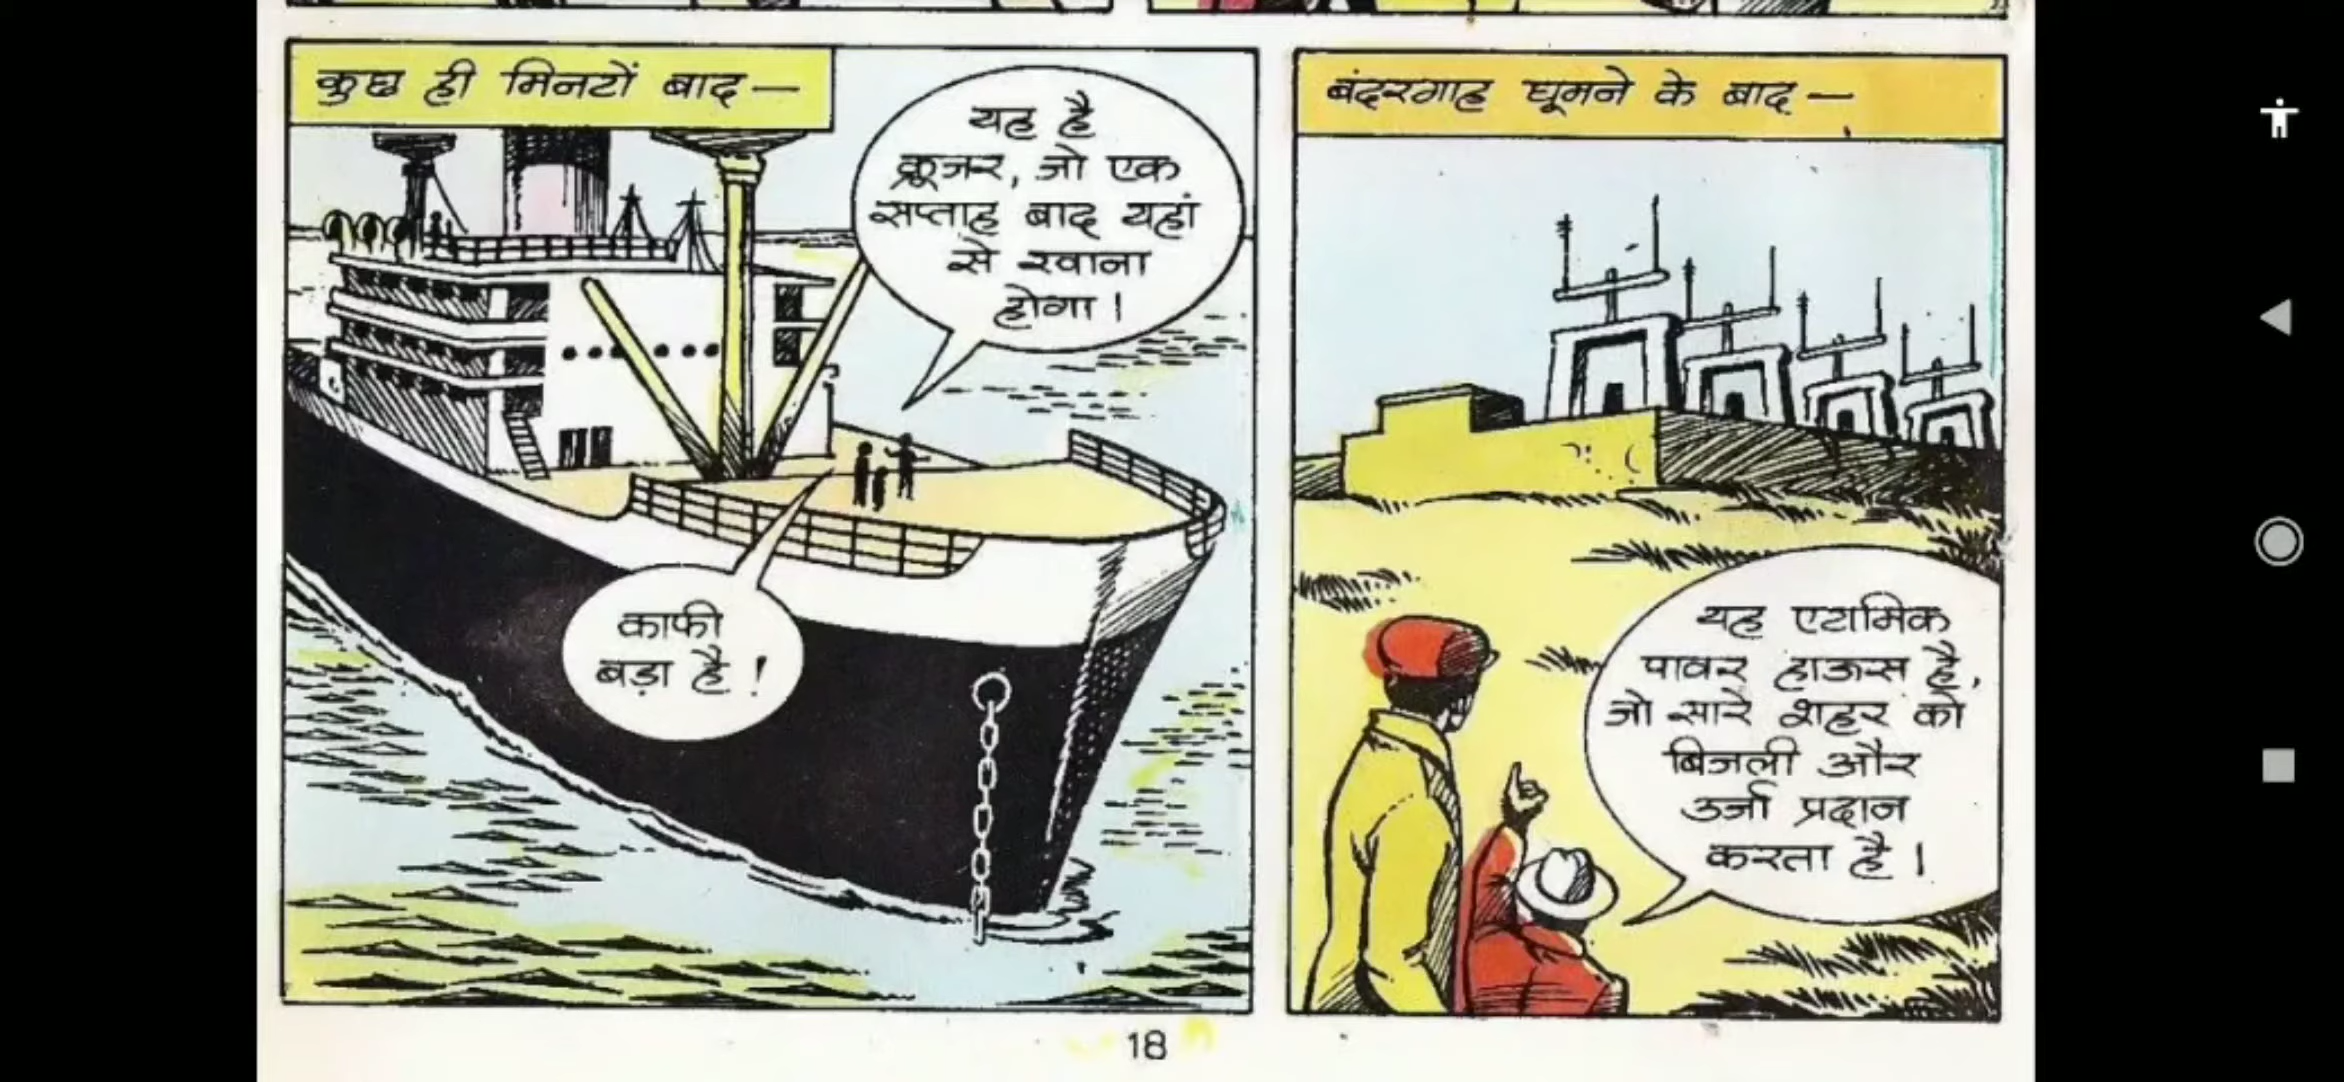 कुछ ही मिनटों बाद —
यह है
क्रूजर, जो एक
सप्ताह बाद यहां
से रवाना
होगा।
काफी
बड़ा है!
बंदरगाह घूमने के बाद —
यह एटामिक
पावर हाऊस है,
जो सारे शहर को
बिजली और
उर्जा प्रदान
करता है।
18